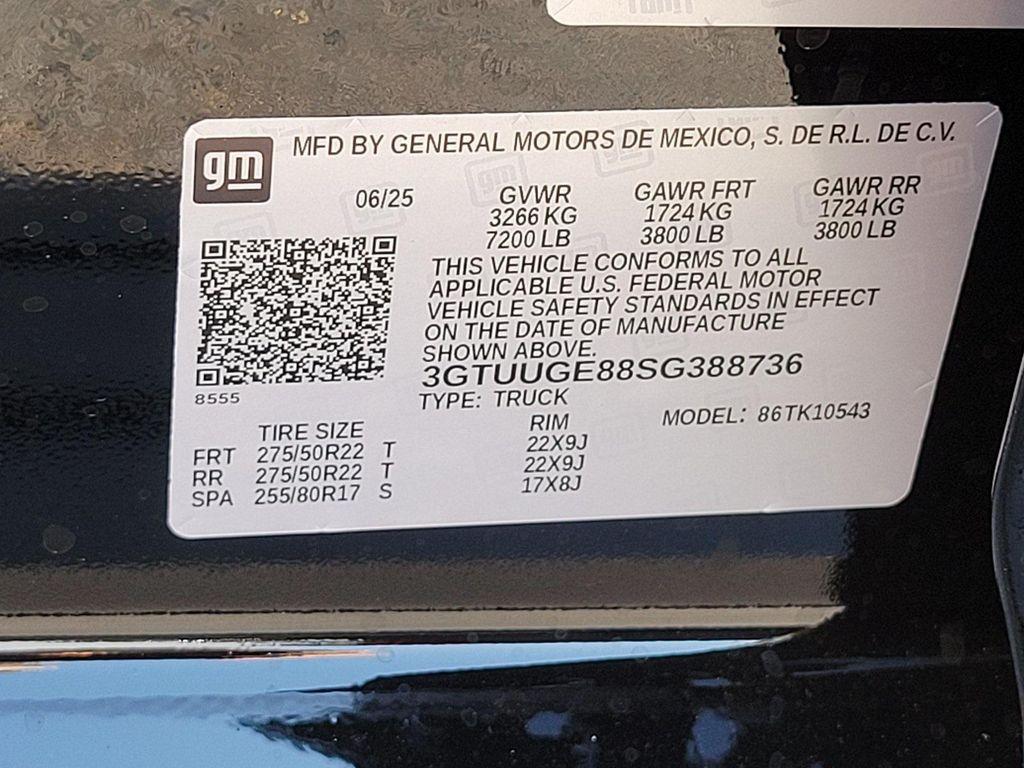 gm
MFD BY GENERAL MOTORS DE MEXICO, S. DE R.L. DE C.V.
06/25
GVWR
3266 KG
7200 LB
GAWR FRT
1724 KG
3800 LB
GAWR RR
1724 KG
3800 LB
THIS VEHICLE CONFORMS TO ALL
APPLICABLE U.S. FEDERAL MOTOR
VEHICLE SAFETY STANDARDS IN EFFECT
ON THE DATE OF MANUFACTURE
SHOWN ABOVE.
3GTUUGE88SG388736
TYPE: TRUCK
MODEL: 86TK10543
8555
TIRE SIZE RIM
FRT 275/50R22 T 22X9J
RR 275/50R22 T 22X9J
SPA 255/80R17 S 17X8J